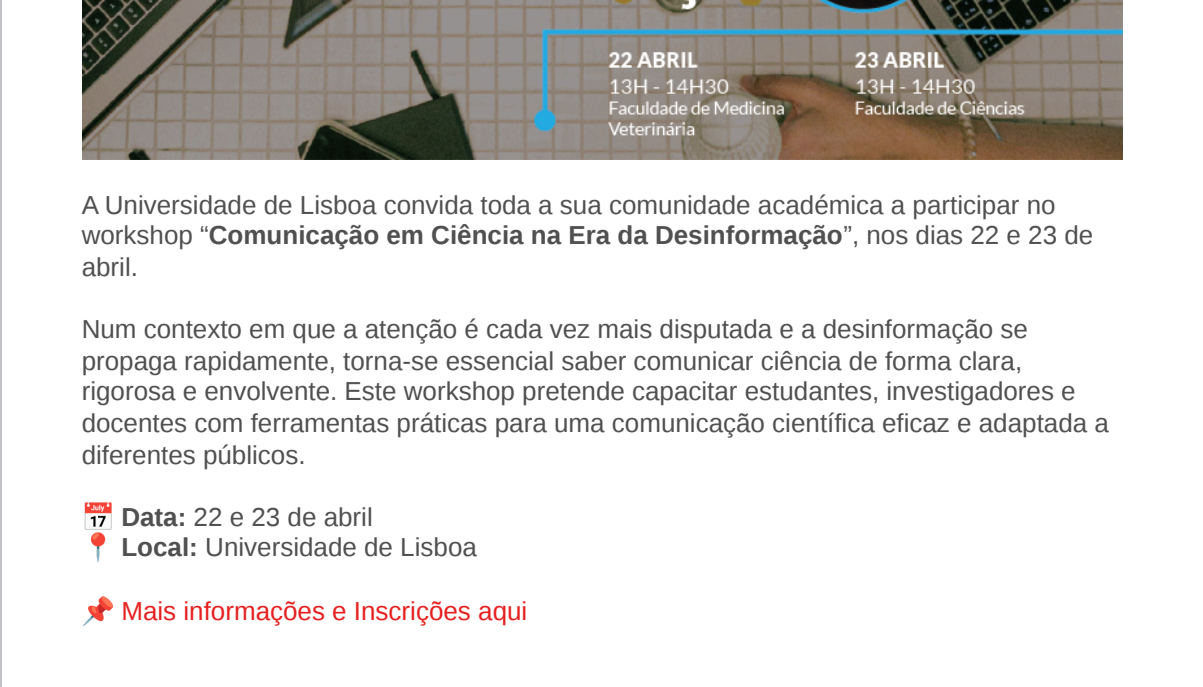 22 ABRIL
13H - 14H30
Faculdade de Medicina
Veterinária
23 ABRIL
13H - 14H30
Faculdade de Ciências
A Universidade de Lisboa convida toda a sua comunidade académica a participar no
workshop “Comunicação em Ciência na Era da Desinformação”, nos dias 22 e 23 de
abril.
Num contexto em que a atenção é cada vez mais disputada e a desinformação se
propaga rapidamente, torna-se essencial saber comunicar ciência de forma clara,
rigorosa e envolvente. Este workshop pretende capacitar estudantes, investigadores e
docentes com ferramentas práticas para uma comunicação científica eficaz e adaptada a
diferentes públicos.
📅 Data: 22 e 23 de abril
📍 Local: Universidade de Lisboa
📌 Mais informações e Inscrições aqui